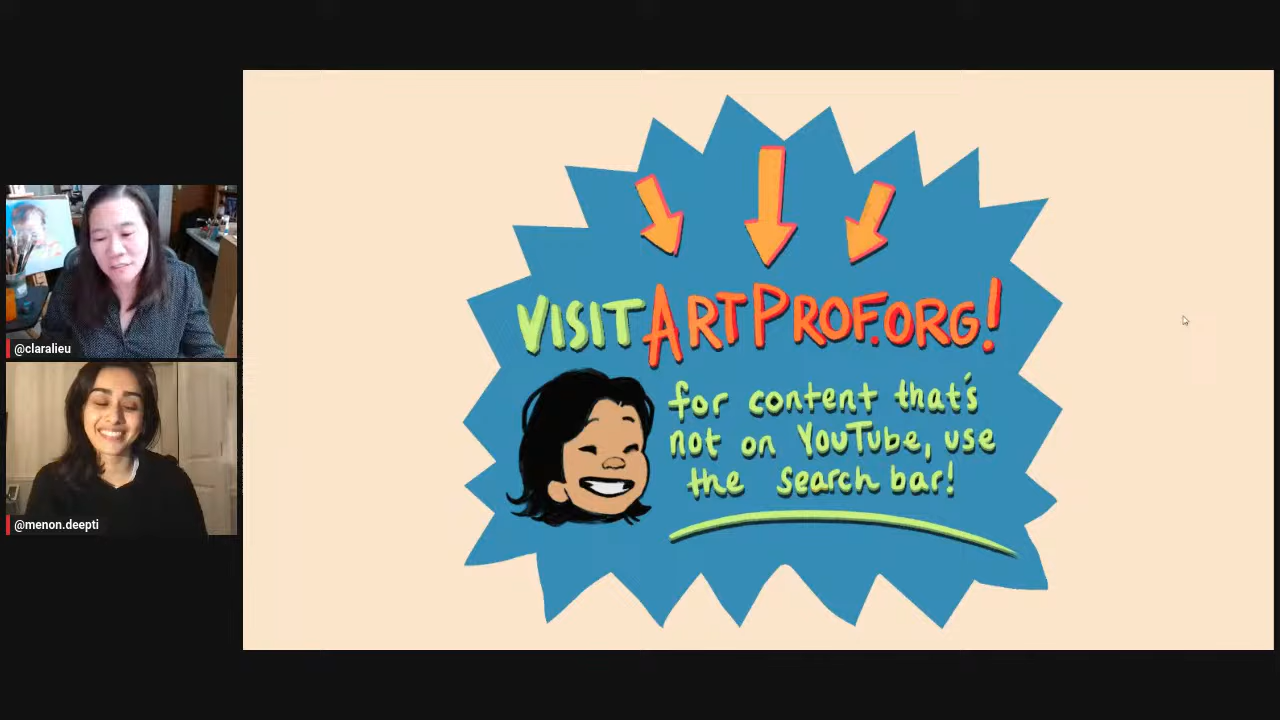 @claralieu
@menon.deepti
VISIT ARTPROF.ORG!
for content that's
not on YouTube, use
the search bar!